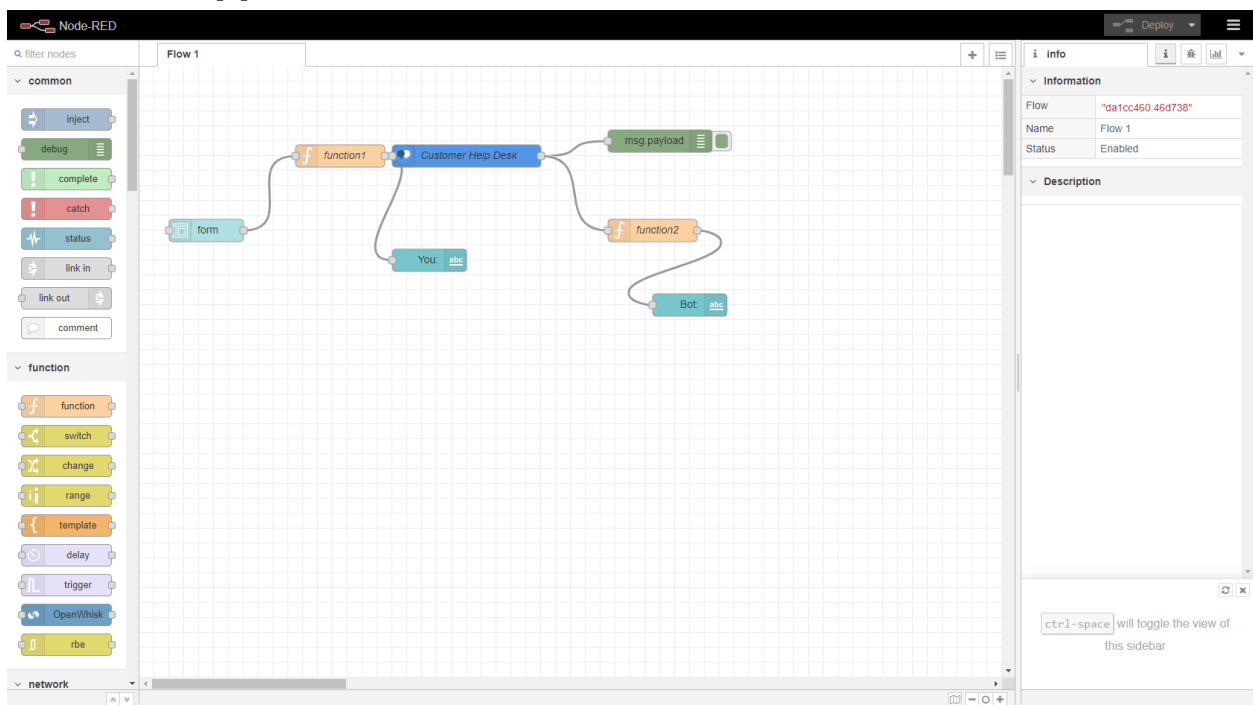 Node-RED
Deploy
filter nodes
Flow 1
i info
i
common
Information
inject
Flow "da1cc460.46d738"
debug
Name Flow 1
function1
Customer Help Desk
msg.payload
Status Enabled
complete
Description
catch
form
function2
status
You: abc
link in
link out
Bot: abc
comment
function
function
switch
change
range
template
delay
trigger
OpenWhisk
ctrl-space will toggle the view of
this sidebar
rbe
network